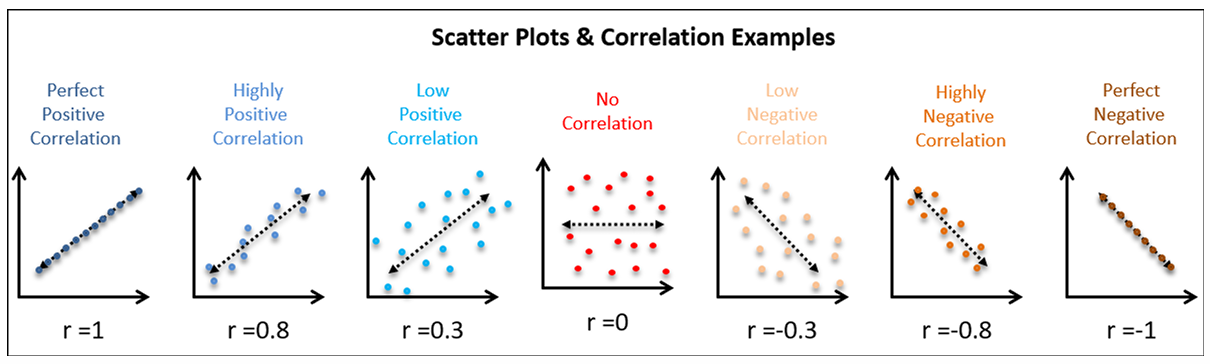 Scatter Plots & Correlation Examples
Perfect
Positive
Correlation
Highly
Positive
Correlation
Low
Positive
Correlation
No
Correlation
Low
Negative
Correlation
Highly
Negative
Correlation
Perfect
Negative
Correlation
r =1
r =0.8
r =0.3
r =0
r =-0.3
r =-0.8
r =-1